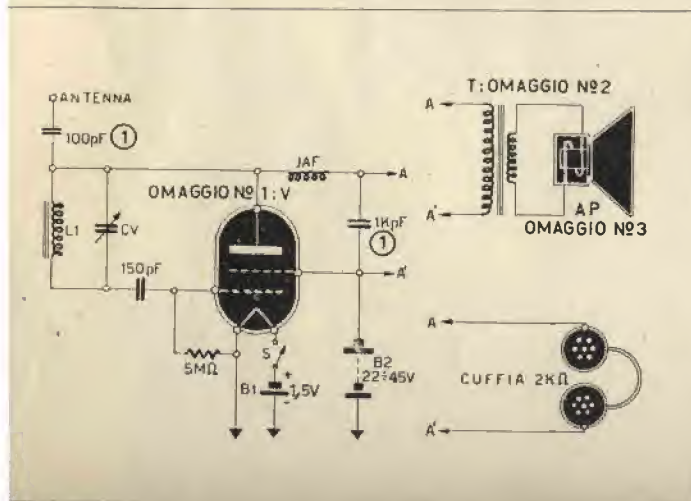 ANTENNA
100pF 1
L1
CV
150pF
OMAGGIO Nº 1:V
JAF
A
1KpF
1
A'
5MΩ
S
+
B1 1,5V
-
B2
22÷45V
T: OMAGGIO Nº2
A
A'
AP
OMAGGIO Nº3
A
CUFFIA 2KΩ
A'